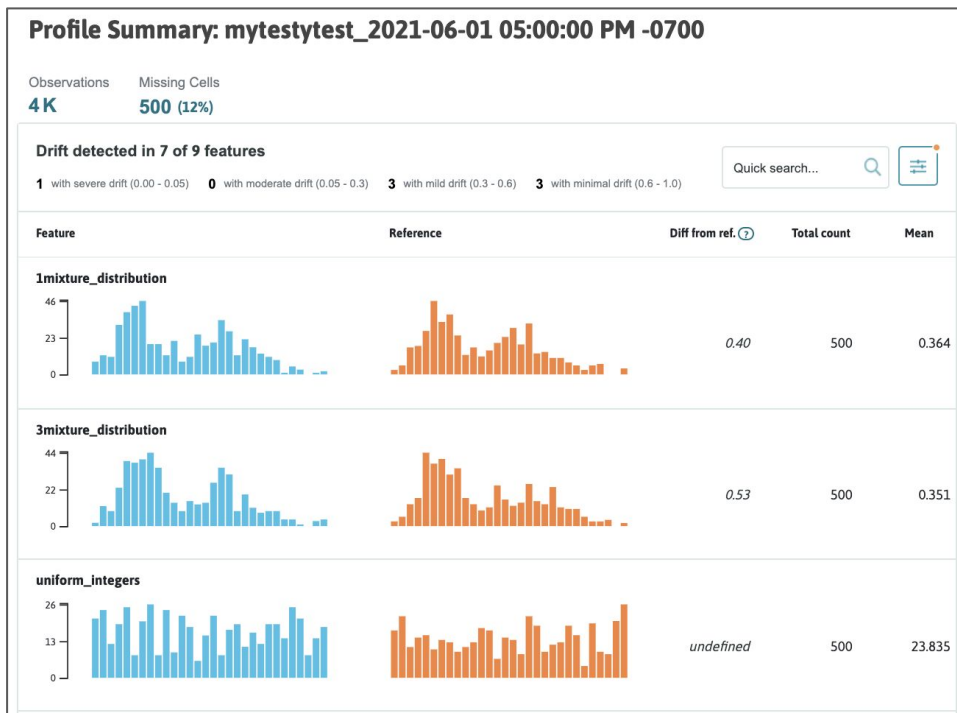 Profile Summary: mytestytest_2021-06-01 05:00:00 PM -0700
Observations Missing Cells
4 K 500 (12%)
Drift detected in 7 of 9 features
Quick search...
1 with severe drift (0.00 - 0.05) 0 with moderate drift (0.05 - 0.3) 3 with mild drift (0.3 - 0.6) 3 with minimal drift (0.6 - 1.0)
Feature Reference Diff from ref. ? Total count Mean
1mixture_distribution
46
23
0
0.40 500 0.364
3mixture_distribution
44
22
0
0.53 500 0.351
uniform_integers
26
13
0
undefined 500 23.835